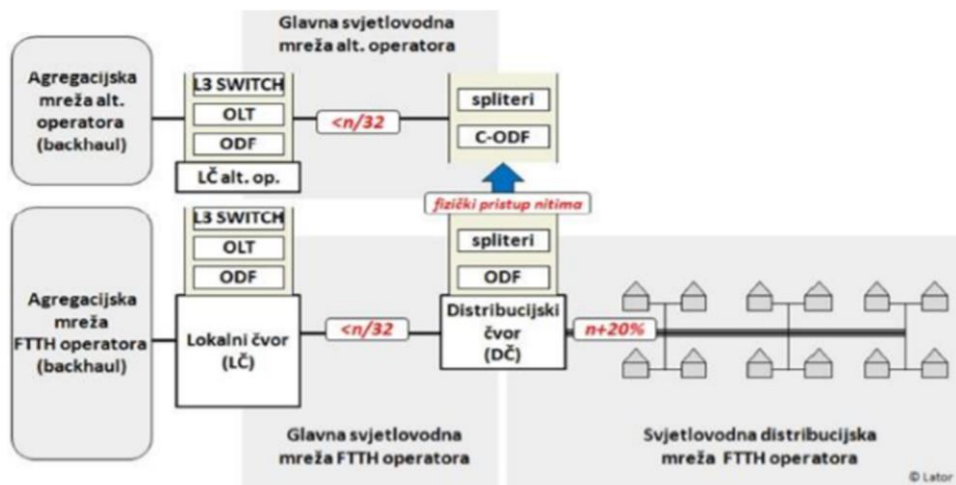 Glavna svjetlovodna
mreža alt. operatora
Agregacijska
mreža alt.
operatora
(backhaul)
L3 SWITCH
OLT
ODF
LČ alt. op.
<n/32
spliteri
C-ODF
fizički pristup nitima
L3 SWITCH
OLT
ODF
spliteri
ODF
Agregacijska
mreža
FTTH operatora
(backhaul)
Lokalni čvor
(LČ)
<n/32
Distribucijski
čvor
(DČ)
n+20%
Glavna svjetlovodna
mreža FTTH operatora
Svjetlovodna distribucijska
mreža FTTH operatora
© Lator